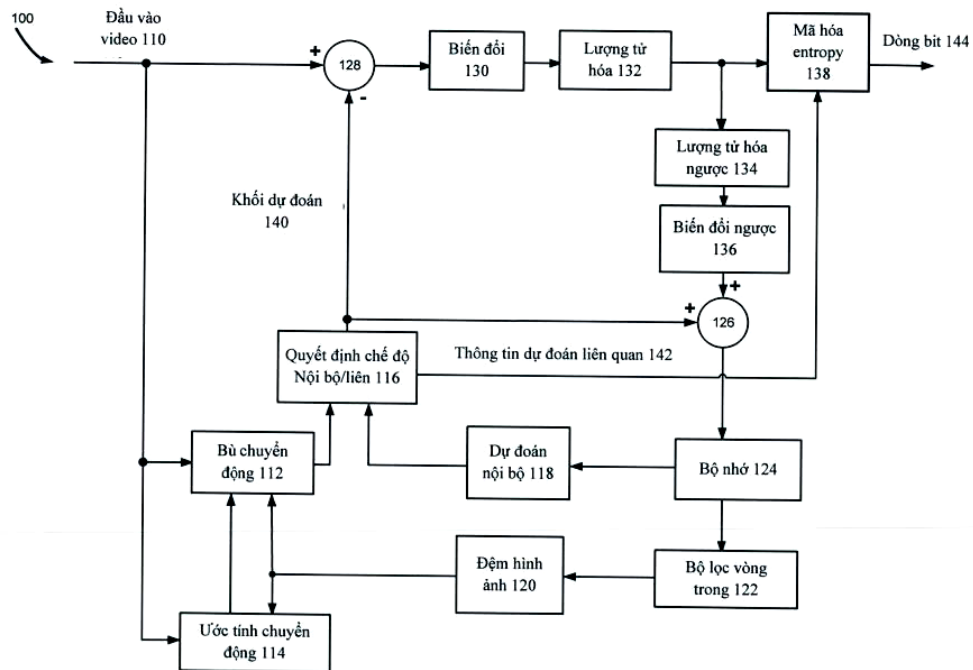 100
Đầu vào
video 110
+
128
-
Biến đổi
130
Lượng tử
hóa 132
Mã hóa
entropy
138
Dòng bit 144
Lượng tử hóa
ngược 134
Khối dự đoán
140
Biến đổi ngược
136
+
+
126
Quyết định chế độ
Nội bộ/liên 116
Thông tin dự đoán liên quan 142
Bù chuyển
động 112
Dự đoán
nội bộ 118
Bộ nhớ 124
Đệm hình
ảnh 120
Bộ lọc vòng
trong 122
Ước tính chuyển
động 114